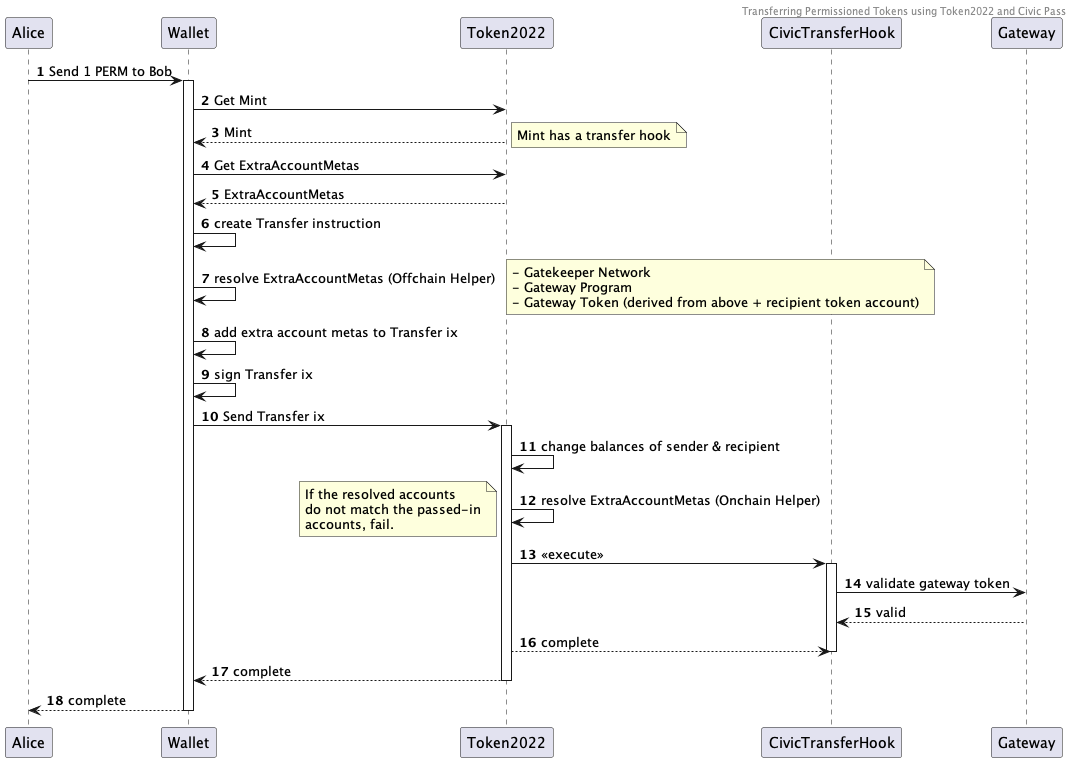 Transferring Permissioned Tokens using Token2022 and Civic Pass
Alice Wallet Token2022 CivicTransferHook Gateway
1 Send 1 PERM to Bob
2 Get Mint
3 Mint
Mint has a transfer hook
4 Get ExtraAccountMetas
5 ExtraAccountMetas
6 create Transfer instruction
7 resolve ExtraAccountMetas (Offchain Helper)
- Gatekeeper Network
- Gateway Program
- Gateway Token (derived from above + recipient token account)
8 add extra account metas to Transfer ix
9 sign Transfer ix
10 Send Transfer ix
11 change balances of sender & recipient
12 resolve ExtraAccountMetas (Onchain Helper)
If the resolved accounts
do not match the passed-in
accounts, fail.
13 «execute»
14 validate gateway token
15 valid
16 complete
17 complete
18 complete
Alice Wallet Token2022 CivicTransferHook Gateway